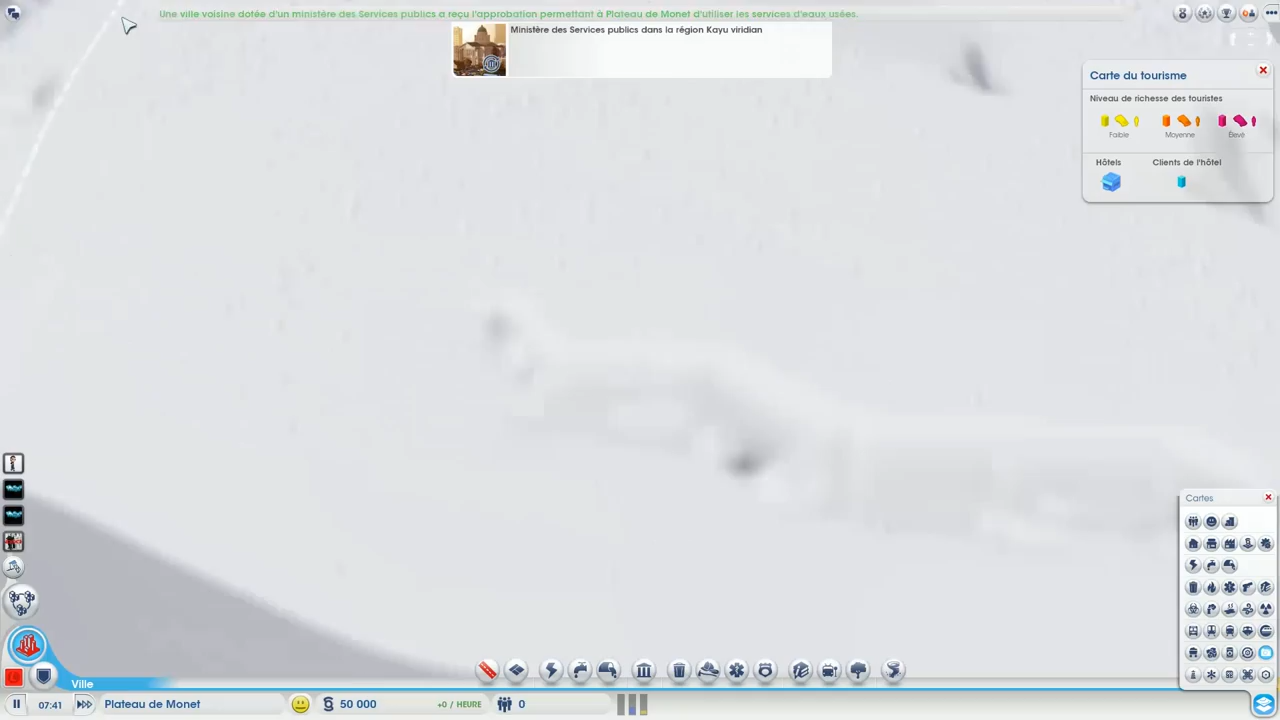 Une ville voisine dotée d'un ministère des Services publics a reçu l'approbation permettant à Plateau de Monet d'utiliser les services d'eaux usées.
Ministère des Services publics dans la région Kayu viridian
Carte du tourisme
Niveau de richesse des touristes
Faible Moyenne Élevé
Hôtels Clients de l'hôtel
Cartes
Ville
07:41 Plateau de Monet 50 000 +0 / HEURE 0